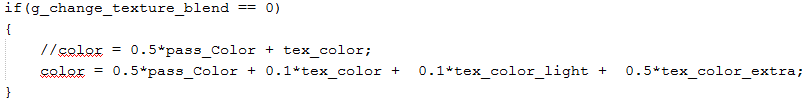 if(g_change_texture_blend == 0)
{
//color = 0.5*pass_Color + tex_color;
color = 0.5*pass_Color + 0.1*tex_color + 0.1*tex_color_light + 0.5*tex_color_extra;
}